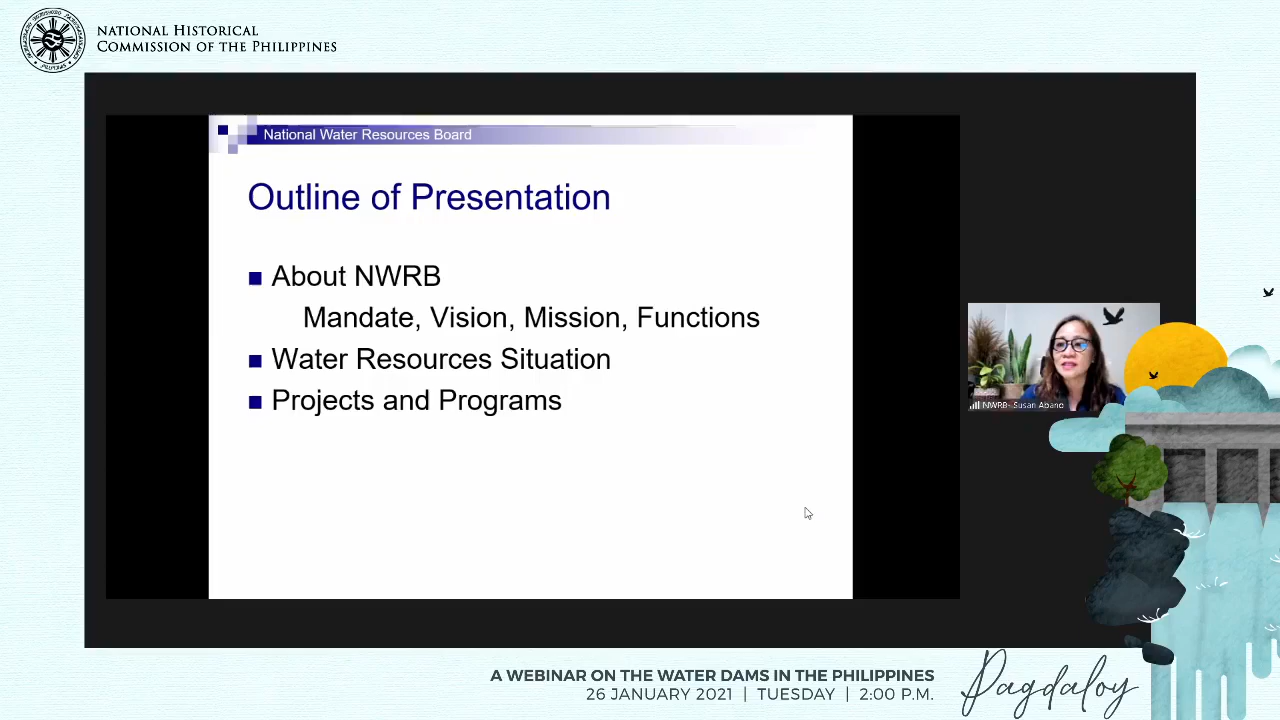 NATIONAL HISTORICAL
COMMISSION OF THE PHILIPPINES
National Water Resources Board
Outline of Presentation
About NWRB
Mandate, Vision, Mission, Functions
Water Resources Situation
Projects and Programs
NWRB- Susan Abano
A WEBINAR ON THE WATER DAMS IN THE PHILIPPINES
26 JANUARY 2021 | TUESDAY | 2:00 P.M.
Pagdaloy